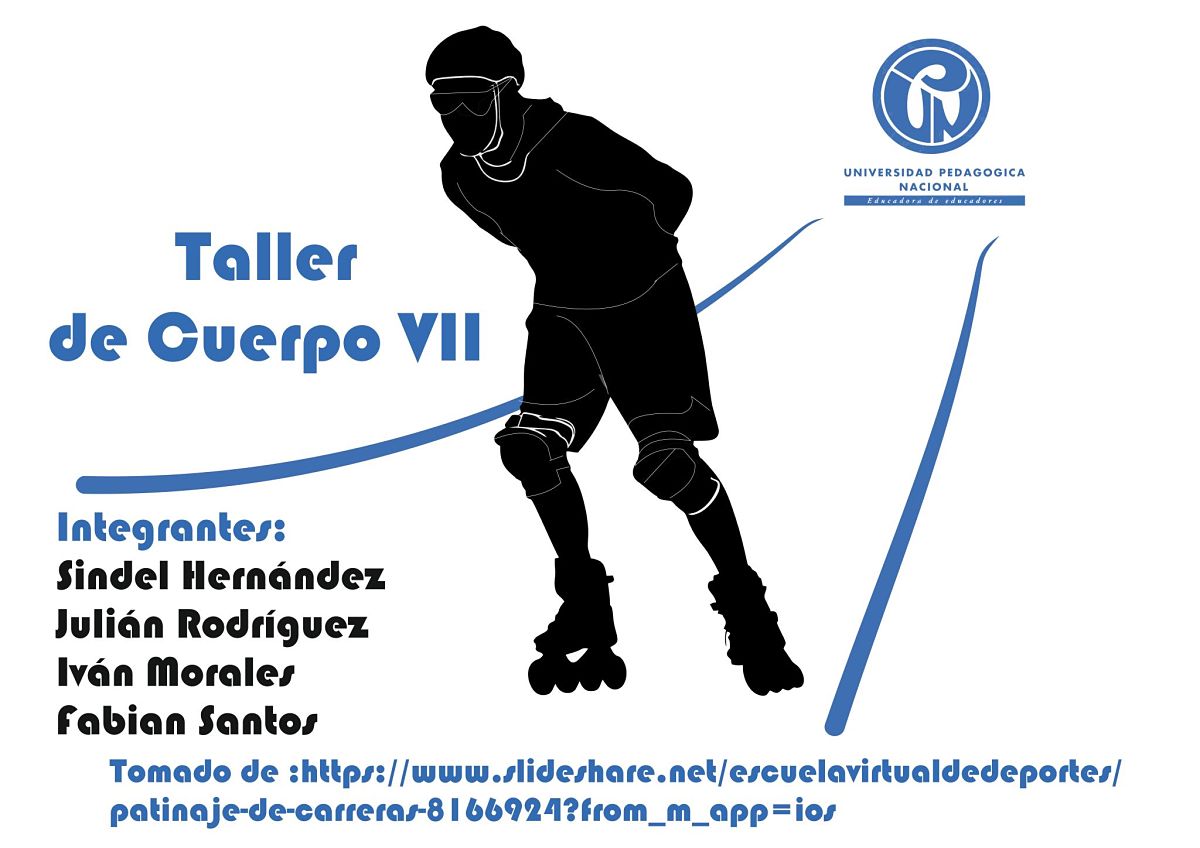 UNIVERSIDAD PEDAGOGICA
NACIONAL
Educadora de educadores
Taller
de Cuerpo VII
Integrantes:
Sindel Hernández
Julián Rodríguez
Iván Morales
Fabian Santos
Tomado de :https://www.slideshare.net/escuelavirtualdedeportes/
patinaje-de-carreras-8166924?from_m_app=ios